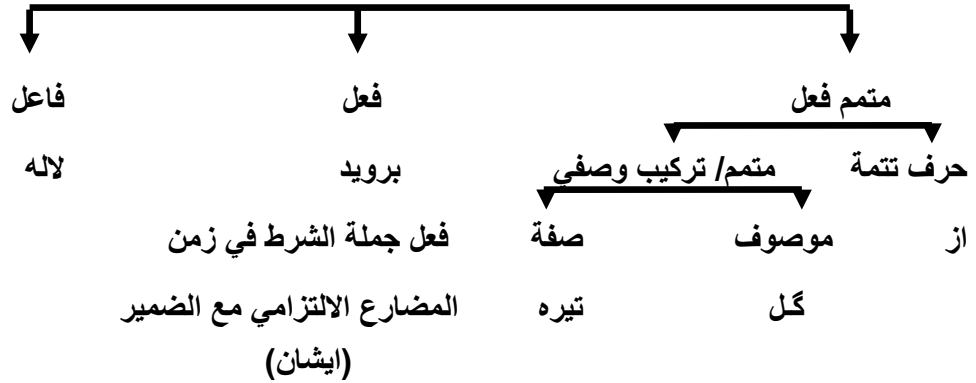 متمم فعل فعل فاعل
حرف تتمة متمم/ تركيب وصفي برويد لاله
از موصوف صفة فعل جملة الشرط في زمن
گل تيره المضارع الالتزامي مع الضمير
(ايشان)